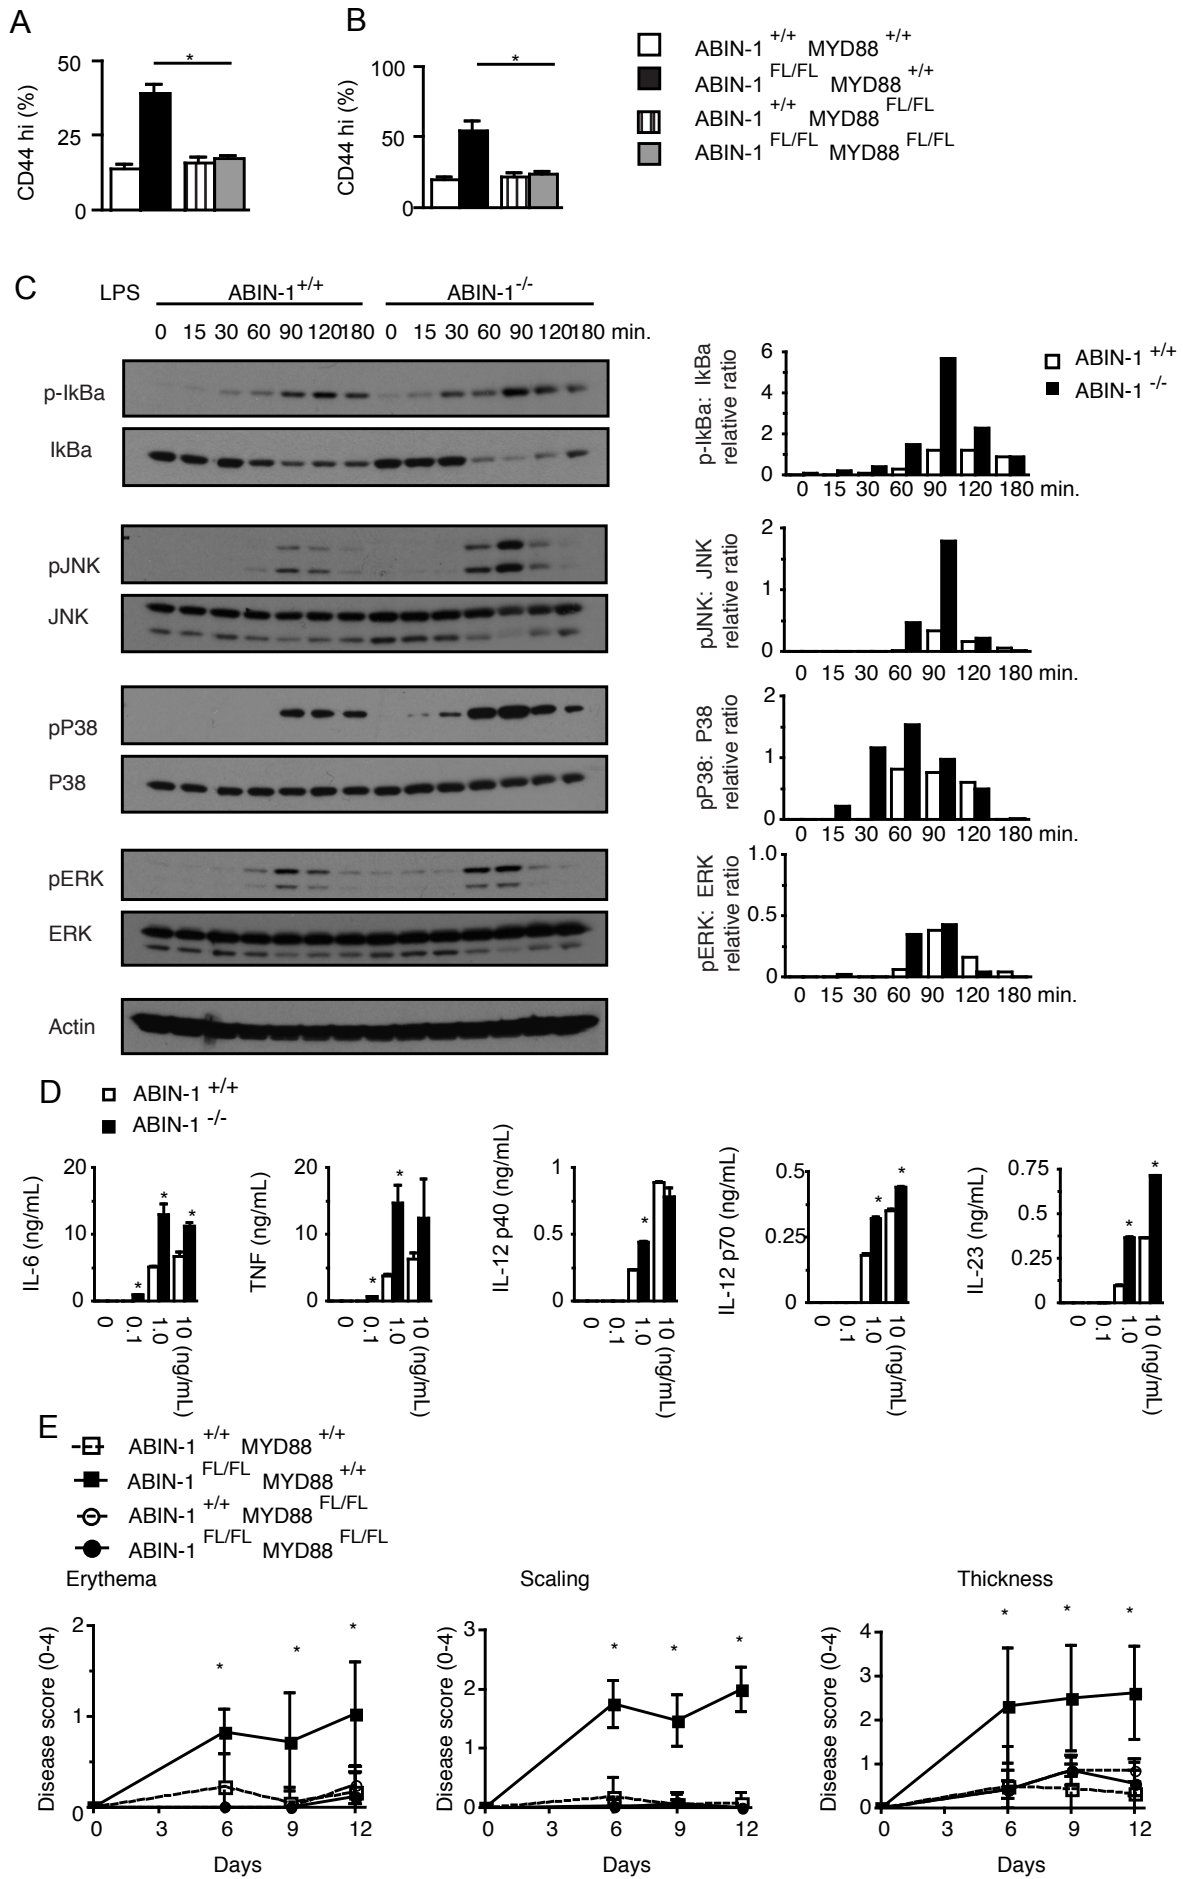 A
B
50
25
0
CD44 hi (%)
*
100
50
0
CD44 hi (%)
*
ABIN-1 +/+ MYD88 +/+
ABIN-1 FL/FL MYD88 +/+
ABIN-1 +/+ MYD88 FL/FL
ABIN-1 FL/FL MYD88 FL/FL
C
LPS ABIN-1+/+ ABIN-1-/-
0 15 30 60 90 120 180 0 15 30 60 90 120 180 min.
p-IkBa
IkBa
pJNK
JNK
pP38
P38
pERK
ERK
Actin
ABIN-1 +/+
ABIN-1 -/-
p-IkBa: IkBa
relative ratio
6
4
2
0
0 15 30 60 90 120 180 min.
pJNK: JNK
relative ratio
2
1
0
0 15 30 60 90 120 180 min.
pP38: P38
relative ratio
2
1
0
0 15 30 60 90 120 180 min.
pERK: ERK
relative ratio
1.0
0.5
0
0 15 30 60 90 120 180 min.
D
ABIN-1 +/+
ABIN-1 -/-
IL-6 (ng/mL)
20
10
0
* * *
0 0.1 1.0 10 (ng/mL)
TNF (ng/mL)
20
10
0
* *
0 0.1 1.0 10 (ng/mL)
IL-12 p40 (ng/mL)
1
0.5
0
*
0 0.1 1.0 10 (ng/mL)
IL-12 p70 (ng/mL)
0.5
0.25
0
* *
0 0.1 1.0 10 (ng/mL)
IL-23 (ng/mL)
0.75
0.5
0.25
0
* *
0 0.1 1.0 10 (ng/mL)
E
ABIN-1 +/+ MYD88 +/+
ABIN-1 FL/FL MYD88 +/+
ABIN-1 +/+ MYD88 FL/FL
ABIN-1 FL/FL MYD88 FL/FL
Erythema
Disease score (0-4)
2
1
0
* * *
0 3 6 9 12
Days
Scaling
Disease score (0-4)
3
2
1
0
* * *
0 3 6 9 12
Days
Thickness
Disease score (0-4)
4
3
2
1
0
* * *
0 3 6 9 12
Days